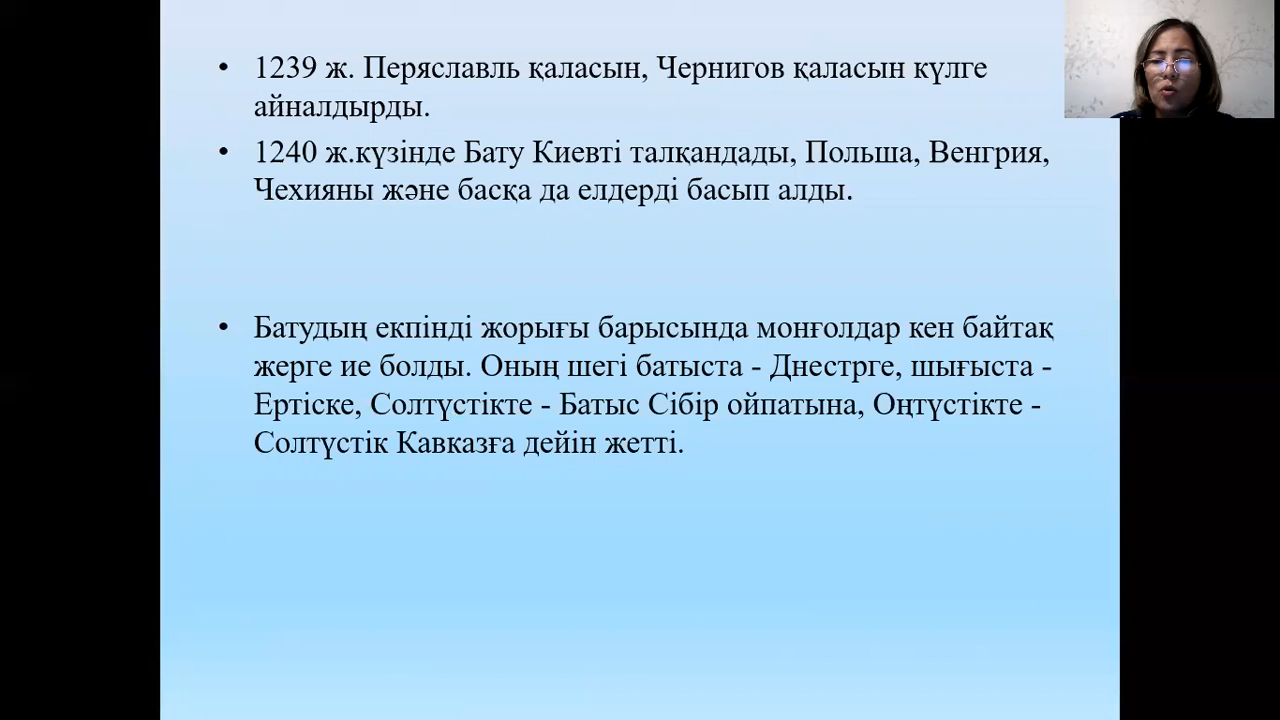 • 1239 ж. Перяславль қаласын, Чернигов қаласын күлге
айналдырды.
• 1240 ж.күзінде Бату Киевті талқандады, Польша, Венгрия,
Чехияны және басқа да елдерді басып алды.
• Батудың екпінді жорығы барысында монғолдар кең байтақ
жерге ие болды. Оның шегі батыста - Днестрге, шығыста -
Ертіске, Солтүстікте - Батыс Сібір ойпатына, Оңтүстікте -
Солтүстік Кавказға дейін жетті.